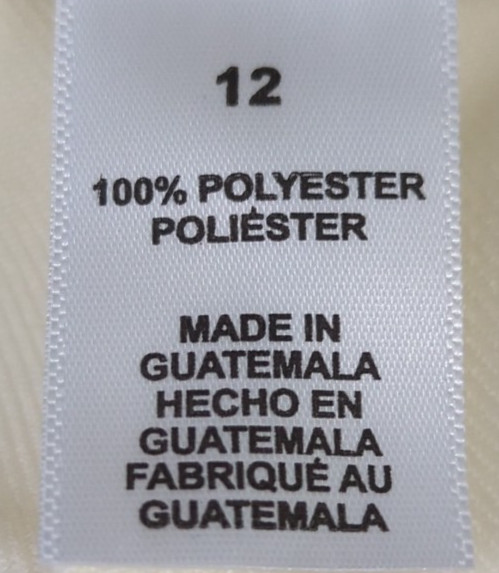 12
100% POLYESTER
POLIÉSTER
MADE IN
GUATEMALA
HECHO EN
GUATEMALA
FABRIQUÉ AU
GUATEMALA